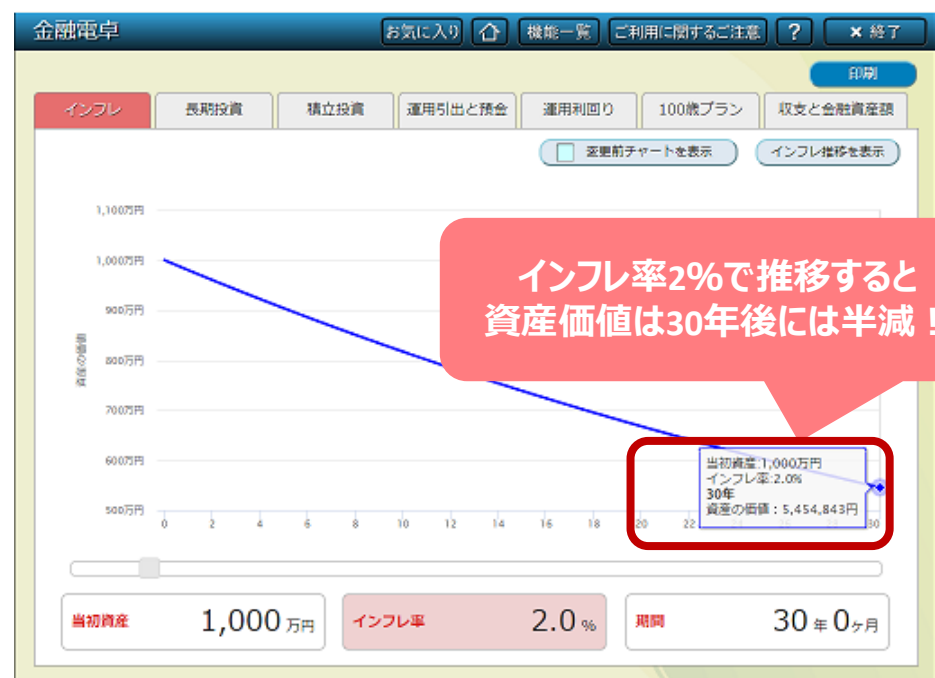 金融電卓
お気に入り 機能一覧 ご利用に関するご注意 ? × 終了
印刷
インフレ 長期投資 積立投資 運用引出と預金 運用利回り 100歳プラン 収支と金融資産額
変更前チャートを表示 インフレ推移を表示
1,100万円
1,000万円
900万円
800万円
700万円
600万円
500万円
資産の価値
インフレ率2%で推移すると
資産価値は30年後には半減！
当初資産:1,000万円
インフレ率:2.0%
30年
資産の価値：5,454,843円
0 2 4 6 8 10 12 14 16 18 20 22 30
当初資産 1,000 万円 インフレ率 2.0 % 期間 30 年 0 ヶ月